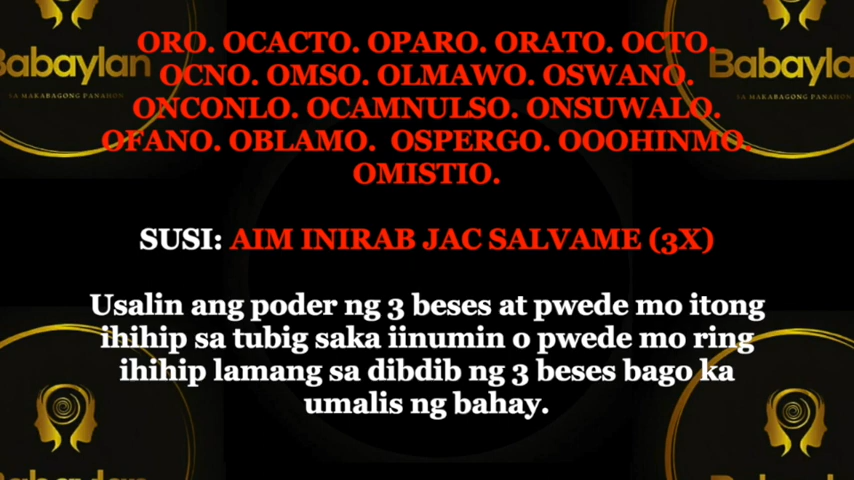 ORO. OCACTO. OPARO. ORATO. OCTO.
OCNO. OMSO. OLMAWO. OSWANO.
ONCONLO. OCAMNULSO. ONSUWALO.
OFANO. OBLAMO. OSPERGO. OOOHINMO.
OMISTIO.
SUSI: AIM INIRAB JAC SALVAME (3X)
Usalin ang poder ng 3 beses at pwede mo itong
ihihip sa tubig saka iinumin o pwede mo ring
ihihip lamang sa dibdib ng 3 beses bago ka
umalis ng bahay.
Babaylan
SA MAKABAGONG PANAHON
Babayla
SA MAKABAGONG PANAHON